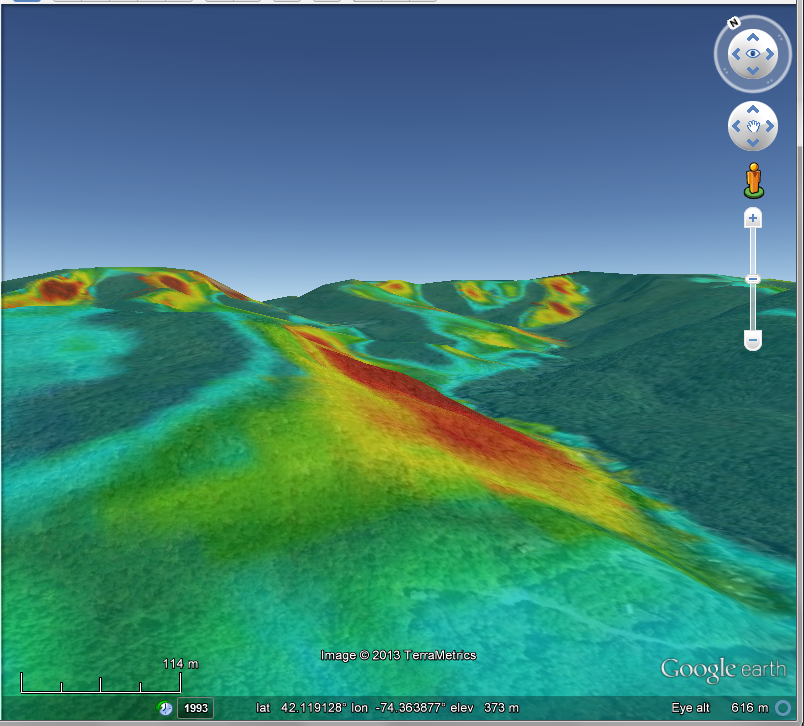 N
114 m
Image © 2013 TerraMetrics
Google earth
1993
lat 42.119128° lon -74.363877° elev 373 m
Eye alt 616 m